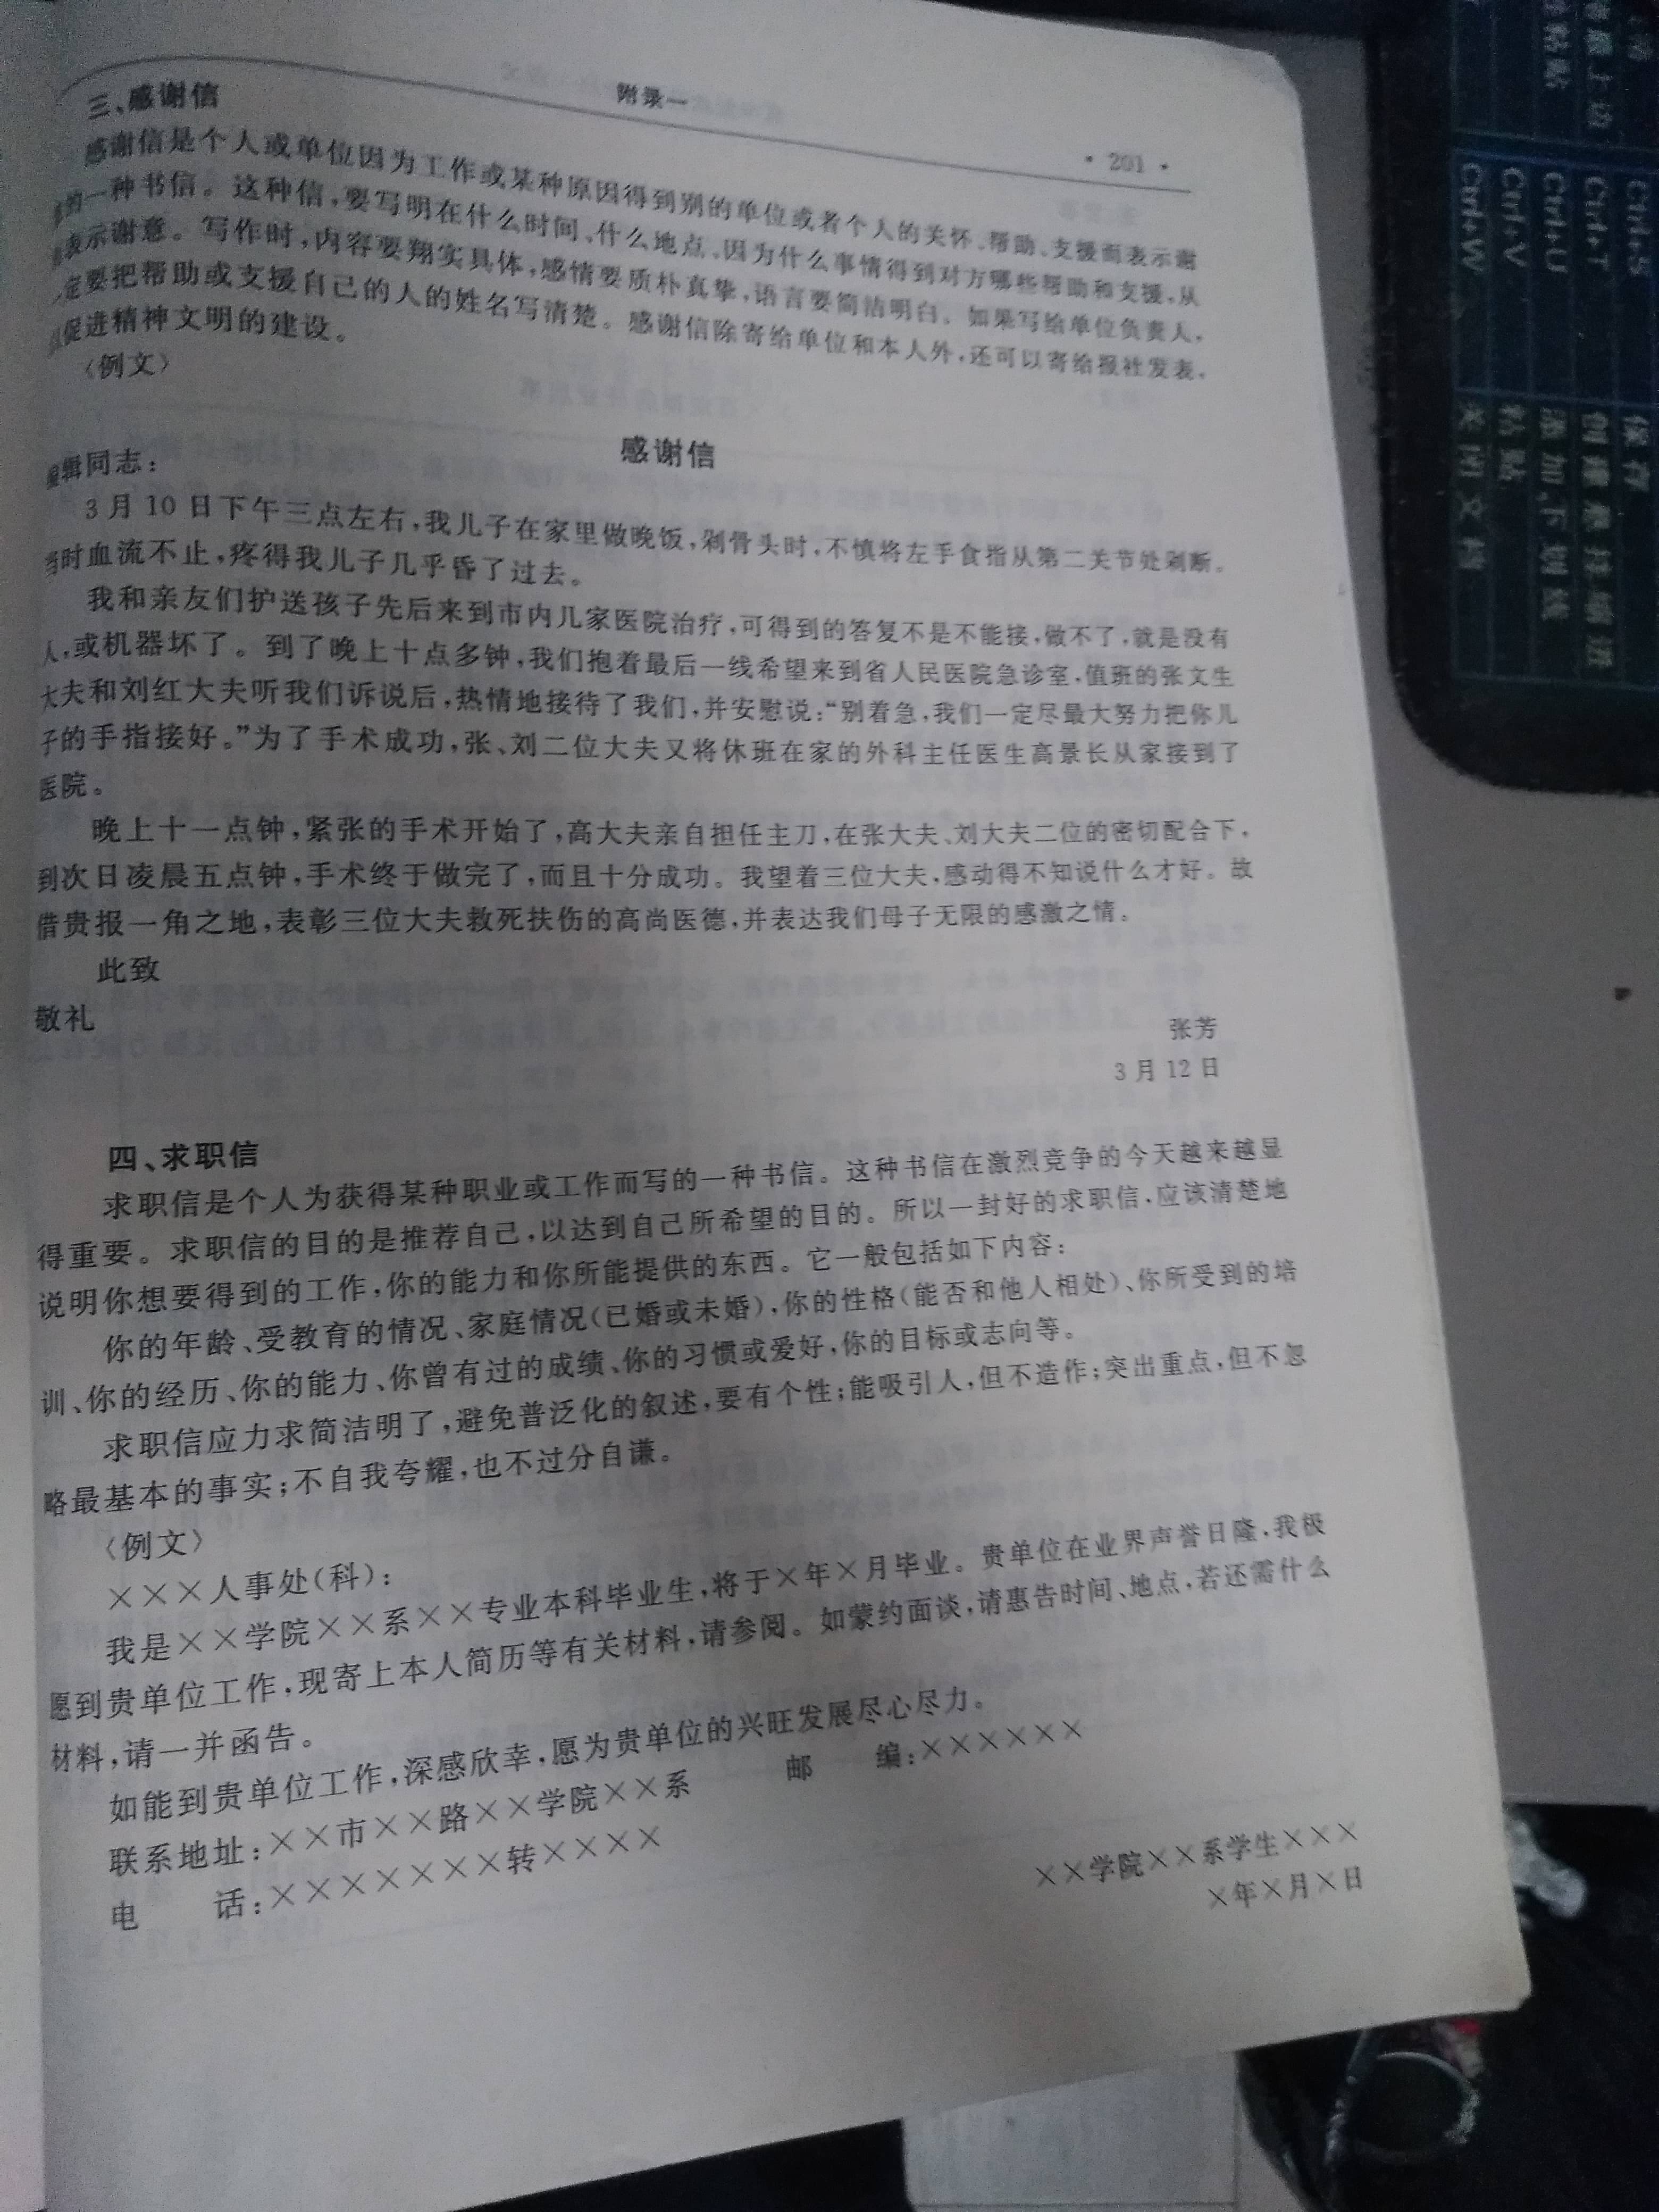 附录一
· 201 ·
三、感谢信
感谢信是个人或单位因为工作或某种原因得到别的单位或者个人的关怀、帮助、支援而表示谢
的一种书信。这种信,要写明在什么时间、什么地点、因为什么事情得到对方哪些帮助和支援,从
表示谢意。写作时,内容要翔实具体,感情要质朴真挚,语言要简洁明白。如果写给单位负责人,
定要把帮助或支援自己的人的姓名写清楚。感谢信除寄给单位和本人外,还可以寄给报社发表,
促进精神文明的建设。
〈例文〉
感谢信
编辑同志:
3月10日下午三点左右,我儿子在家里做晚饭,剁骨头时,不慎将左手食指从第二关节处剁断。
当时血流不止,疼得我儿子几乎昏了过去。
我和亲友们护送孩子先后来到市内几家医院治疗,可得到的答复不是不能接,做不了,就是没有
人,或机器坏了。到了晚上十点多钟,我们抱着最后一线希望来到省人民医院急诊室,值班的张文生
大夫和刘红大夫听我们诉说后,热情地接待了我们,并安慰说:“别着急,我们一定尽最大努力把你儿
子的手指接好。”为了手术成功,张、刘二位大夫又将休班在家的外科主任医生高景长从家接到了
医院。
晚上十一点钟,紧张的手术开始了,高大夫亲自担任主刀,在张大夫、刘大夫二位的密切配合下,
到次日凌晨五点钟,手术终于做完了,而且十分成功。我望着三位大夫,感动得不知说什么才好。故
借贵报一角之地,表彰三位大夫救死扶伤的高尚医德,并表达我们母子无限的感激之情。
此致
敬礼
张芳
3月12日
四、求职信
求职信是个人为获得某种职业或工作而写的一种书信。这种书信在激烈竞争的今天越来越显
得重要。求职信的目的是推荐自己,以达到自己所希望的目的。所以一封好的求职信,应该清楚地
说明你想要得到的工作,你的能力和你所能提供的东西。它一般包括如下内容:
你的年龄、受教育的情况、家庭情况(已婚或未婚),你的性格(能否和他人相处)、你所受到的培
训、你的经历、你的能力、你曾有过的成绩、你的习惯或爱好,你的目标或志向等。
求职信应力求简洁明了,避免普泛化的叙述,要有个性;能吸引人,但不造作;突出重点,但不忽
略最基本的事实;不自我夸耀,也不过分自谦。
〈例文〉
×××人事处(科):
我是××学院××系××专业本科毕业生,将于×年×月毕业。贵单位在业界声誉日隆,我极
愿到贵单位工作,现寄上本人简历等有关材料,请参阅。如蒙约面谈,请惠告时间、地点,若还需什么
材料,请一并函告。
如能到贵单位工作,深感欣幸,愿为贵单位的兴旺发展尽心尽力。
联系地址:××市××路××学院××系 邮 编:××××××
电 话:×××××××转××××
××学院××系学生×××
×年×月×日
Ctrl+S 保存
Ctrl+T
Ctrl+U 添加下划线
Ctrl+V 粘贴
Ctrl+W 关闭文档